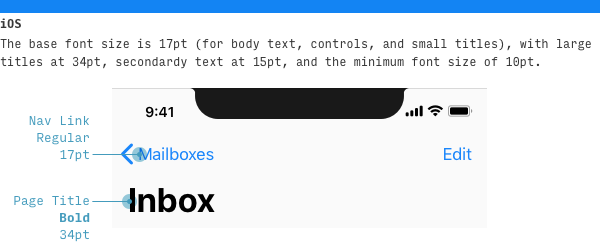 iOS
The base font size is 17pt (for body text, controls, and small titles), with large
titles at 34pt, secondardy text at 15pt, and the minimum font size of 10pt.
9:41
Nav Link
Regular
17pt
Mailboxes
Edit
Page Title
Bold
34pt
Inbox